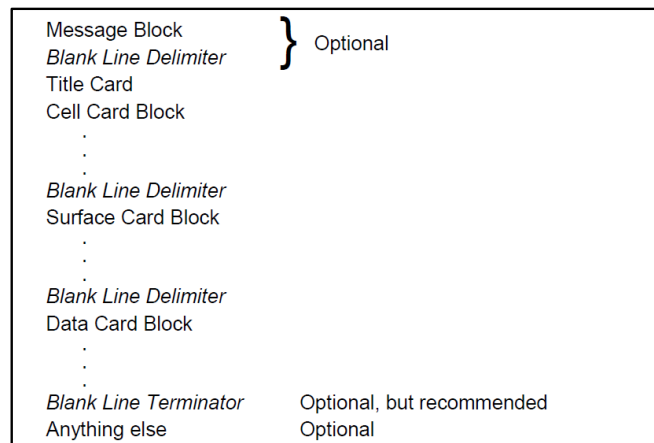 Message Block
Blank Line Delimiter } Optional
Title Card
Cell Card Block
.
.
.
Blank Line Delimiter
Surface Card Block
.
.
.
Blank Line Delimiter
Data Card Block
.
.
.
Blank Line Terminator Optional, but recommended
Anything else Optional